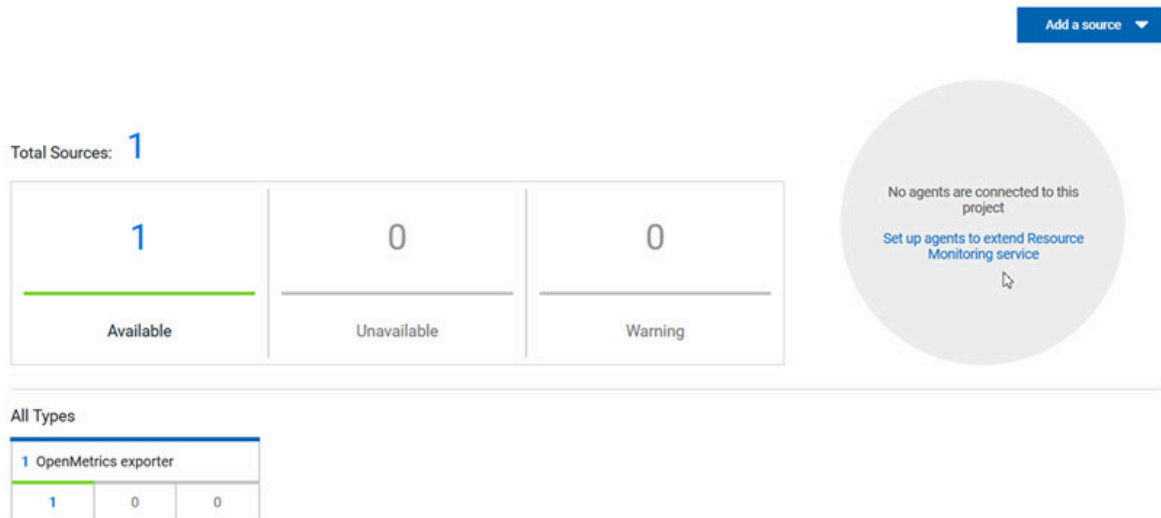 Add a source
Total Sources: 1
1
0
0
Available
Unavailable
Warning
No agents are connected to this
project
Set up agents to extend Resource
Monitoring service
All Types
1 OpenMetrics exporter
1
0
0